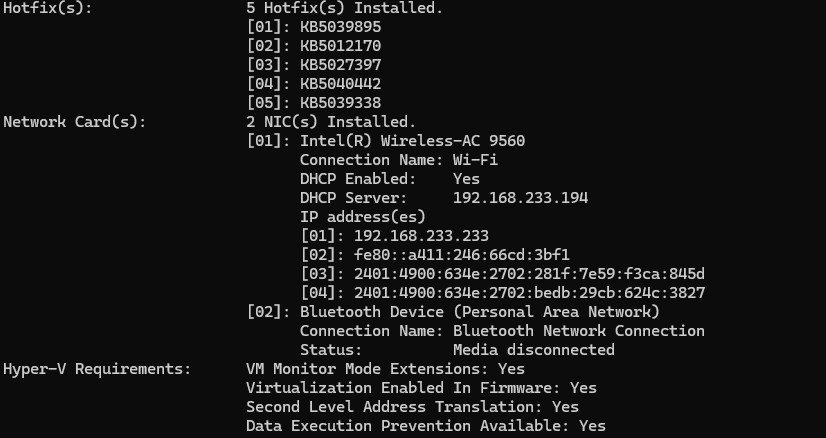 Hotfix(s): 5 Hotfix(s) Installed.
[01]: KB5039895
[02]: KB5012170
[03]: KB5027397
[04]: KB5040442
[05]: KB5039338
Network Card(s): 2 NIC(s) Installed.
[01]: Intel(R) Wireless-AC 9560
Connection Name: Wi-Fi
DHCP Enabled: Yes
DHCP Server: 192.168.233.194
IP address(es)
[01]: 192.168.233.233
[02]: fe80::a411:246:66cd:3bf1
[03]: 2401:4900:634e:2702:281f:7e59:f3ca:845d
[04]: 2401:4900:634e:2702:bedb:29cb:624c:3827
[02]: Bluetooth Device (Personal Area Network)
Connection Name: Bluetooth Network Connection
Status: Media disconnected
Hyper-V Requirements: VM Monitor Mode Extensions: Yes
Virtualization Enabled In Firmware: Yes
Second Level Address Translation: Yes
Data Execution Prevention Available: Yes